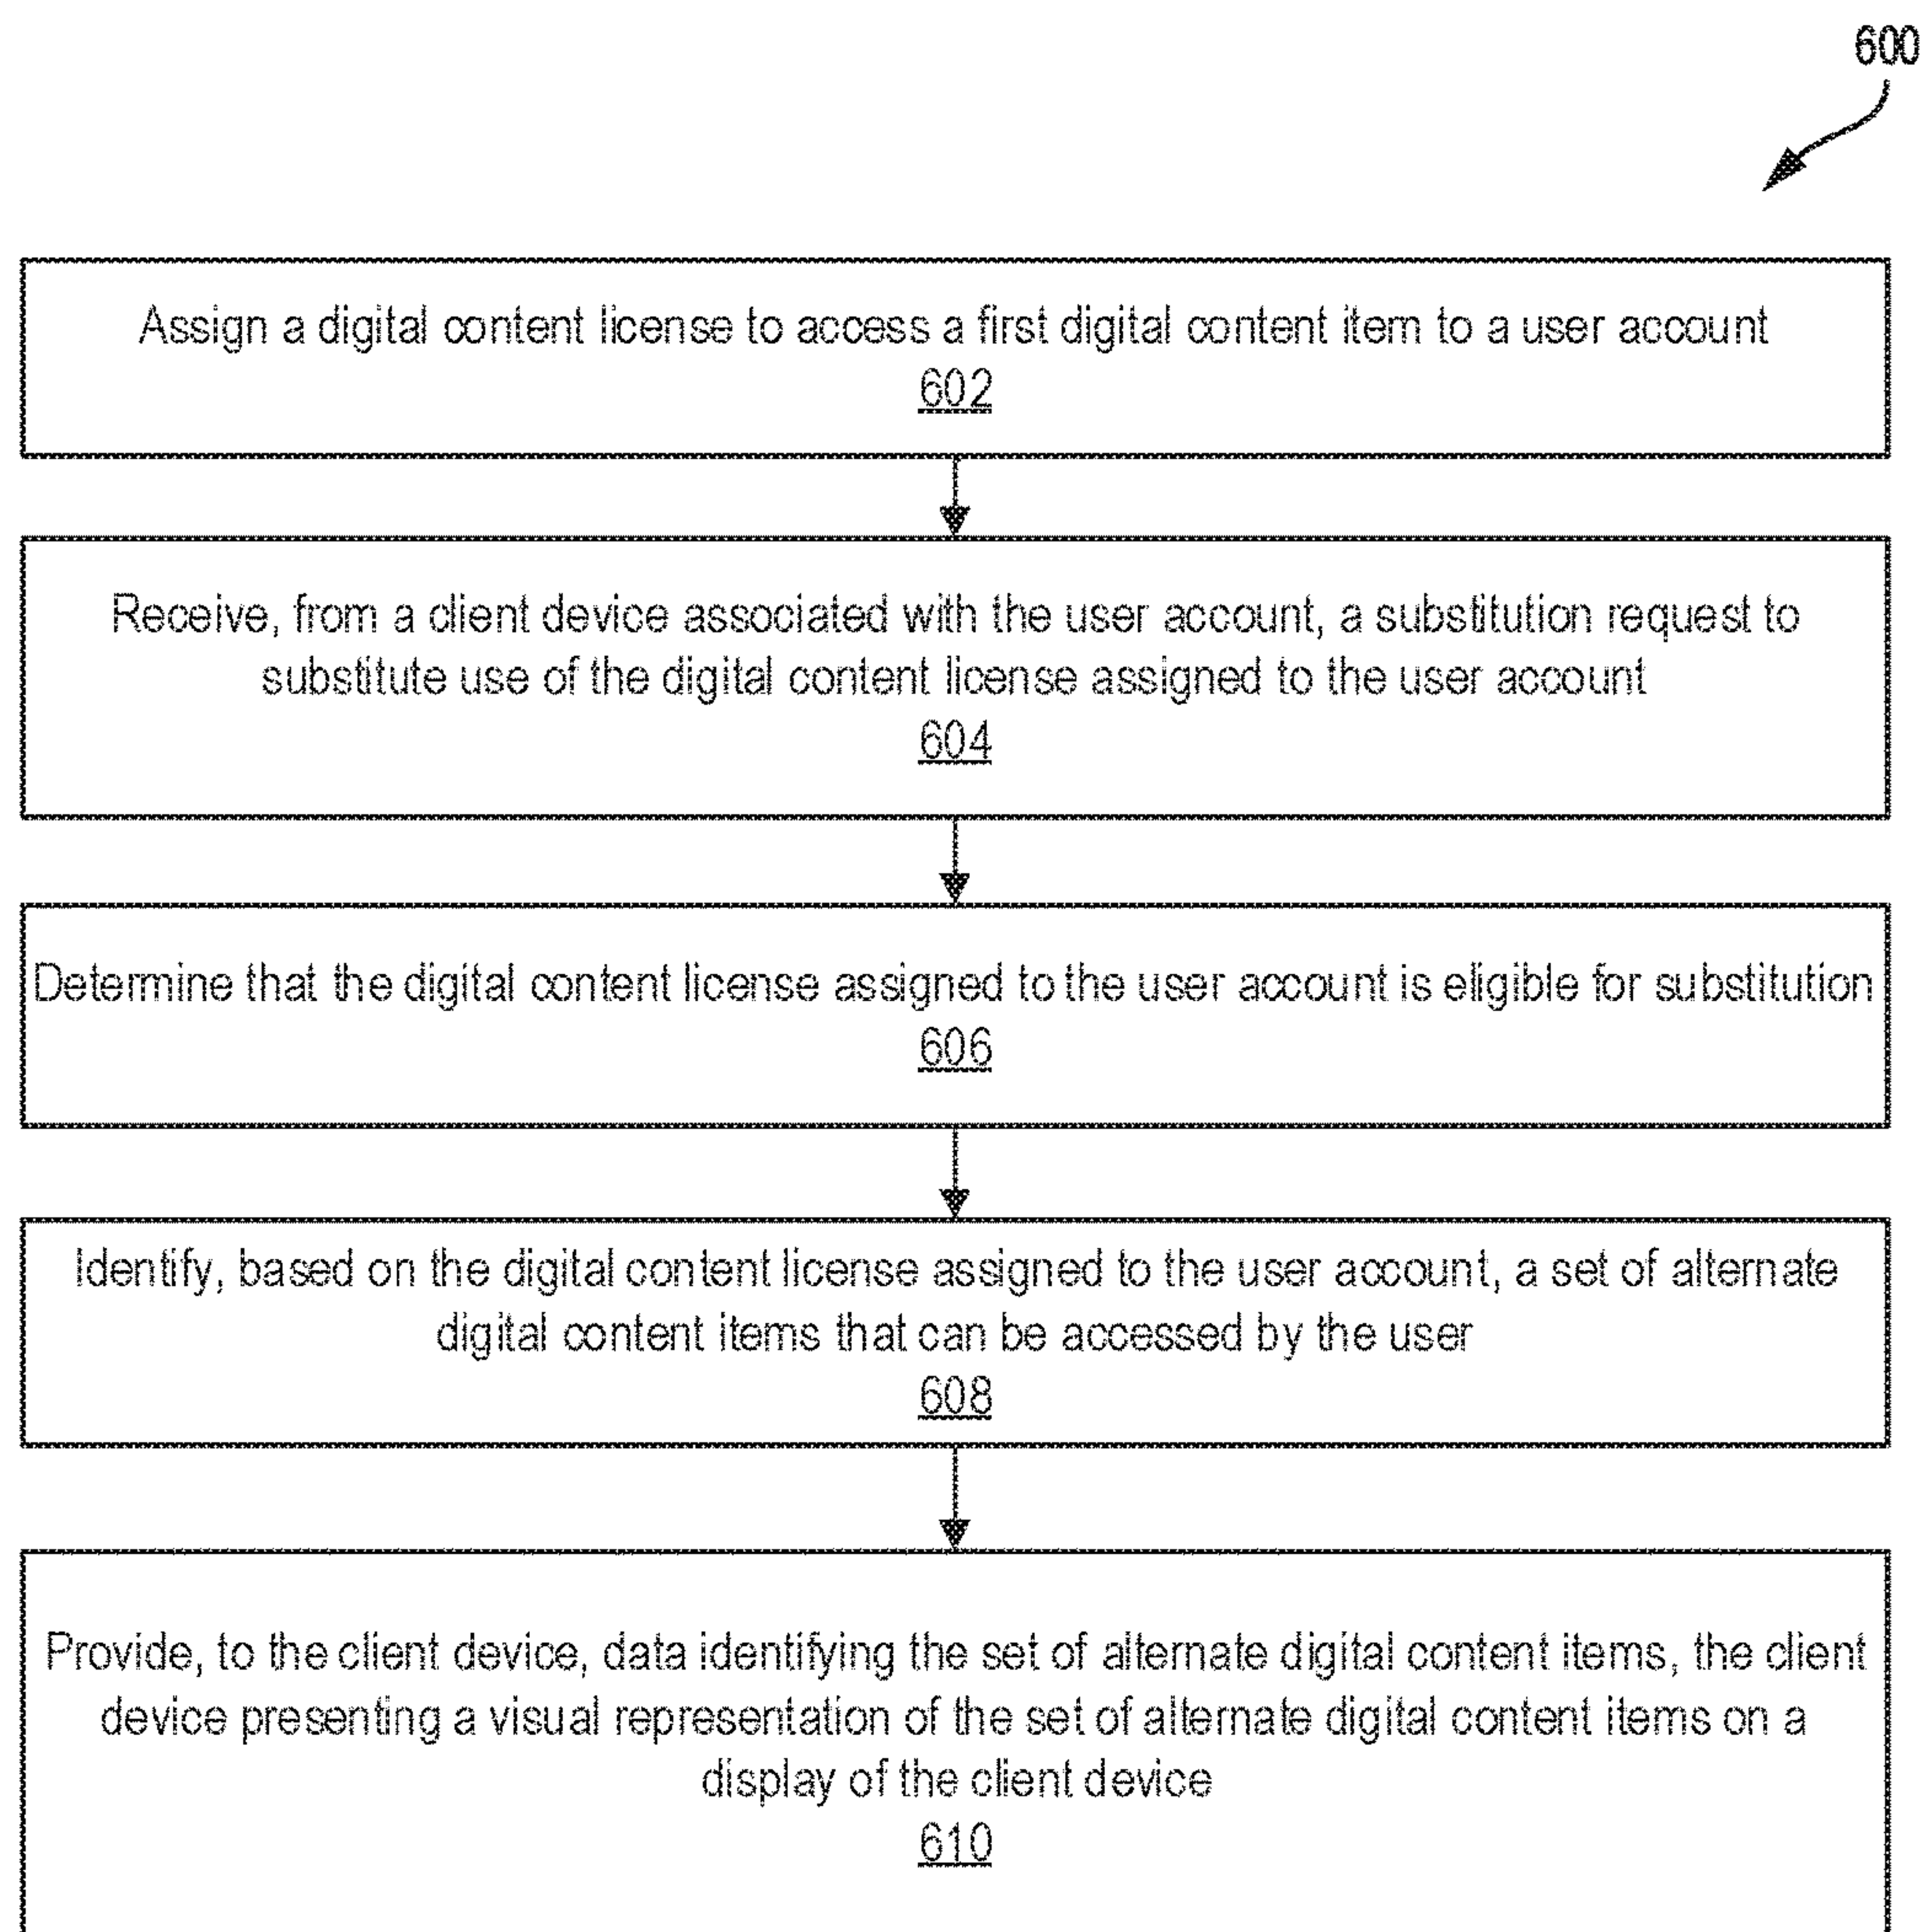 600
Assign a digital content license to access a first digital content item to a user account
602
Receive, from a client device associated with the user account, a substitution request to
substitute use of the digital content license assigned to the user account
604
Determine that the digital content license assigned to the user account is eligible for substitution
606
Identify, based on the digital content license assigned to the user account, a set of alternate
digital content items that can be accessed by the user
608
Provide, to the client device, data identifying the set of alternate digital content items, the client
device presenting a visual representation of the set of alternate digital content items on a
display of the client device
610